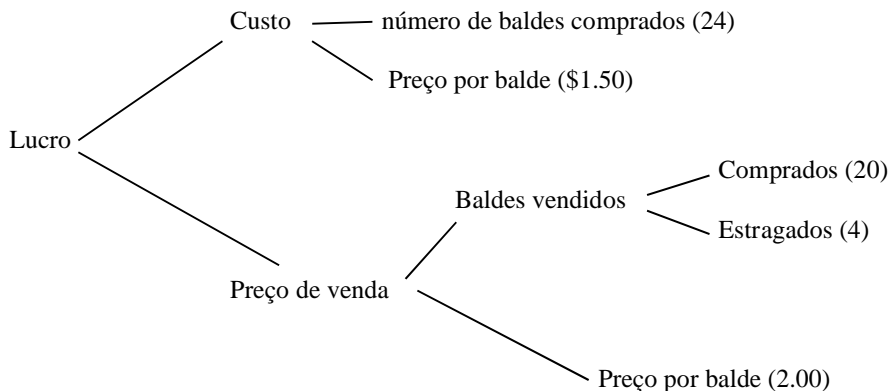 Custo
número de baldes comprados (24)
Preço por balde ($1.50)
Lucro
Comprados (20)
Baldes vendidos
Estragados (4)
Preço de venda
Preço por balde (2.00)